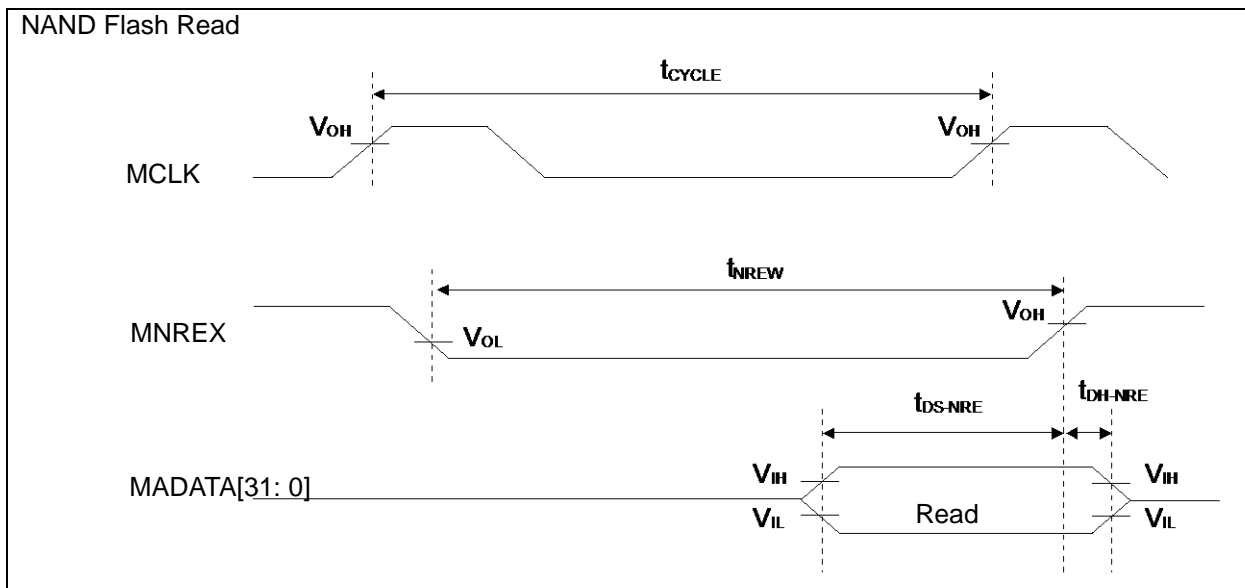 NAND Flash Read
tCYCLE
VOH VOH
MCLK
tNREW
VOH
MNREX VOL
tDS-NRE tDH-NRE
VIH VIH
MADATA[31: 0]
VIL Read VIL